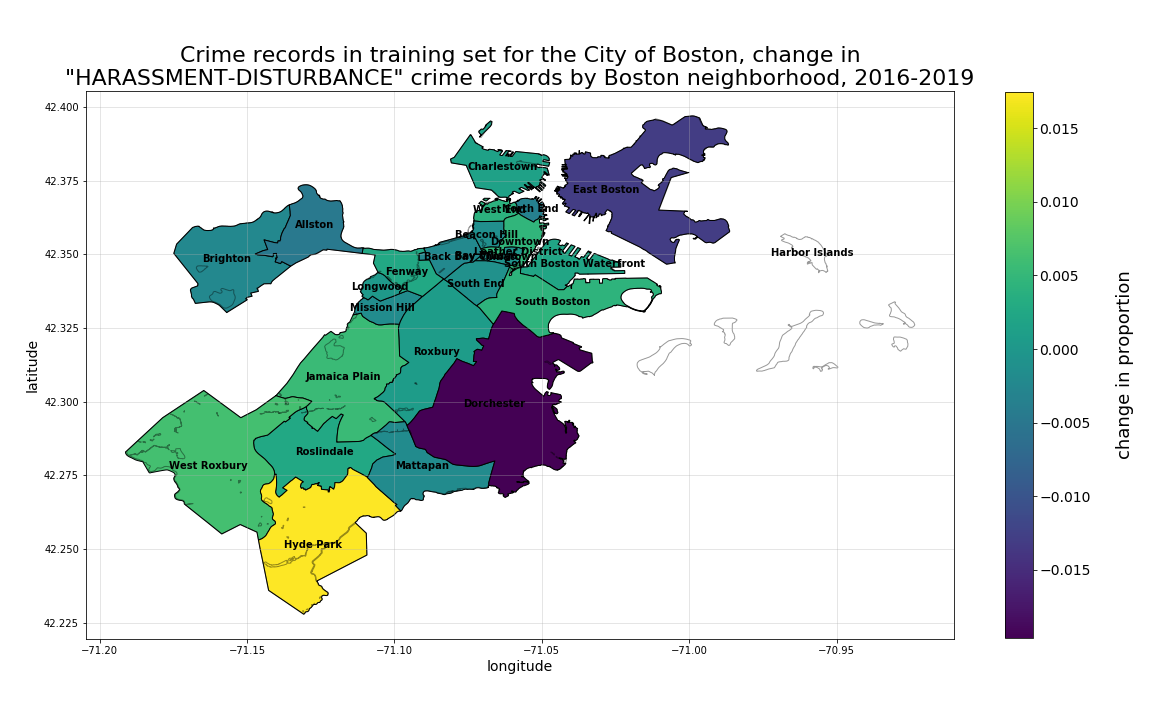 Crime records in training set for the City of Boston, change in
"HARASSMENT-DISTURBANCE" crime records by Boston neighborhood, 2016-2019
42.400
42.375
42.350
42.325
42.300
42.275
42.250
42.225
latitude
Charlestown
East Boston
West End
North End
Allston
Beacon Hill
Downtown
Brighton
Leather District
Back Bay
South Boston Waterfront
Harbor Islands
Fenway
Longwood
South End
Mission Hill
South Boston
Roxbury
Jamaica Plain
Dorchester
Roslindale
West Roxbury
Mattapan
Hyde Park
−71.20
−71.15
−71.10
−71.05
−71.00
−70.95
longitude
0.015
0.010
0.005
0.000
−0.005
−0.010
−0.015
change in proportion